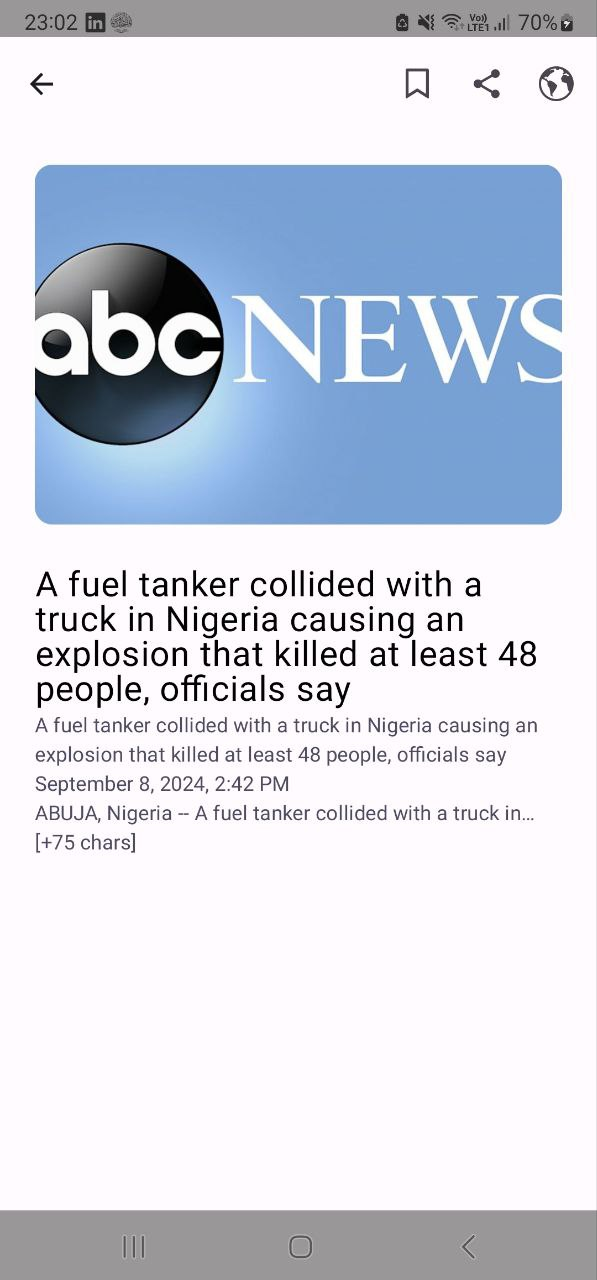 23:02 in Vo)) LTE1 70%
abc NEWS
A fuel tanker collided with a
truck in Nigeria causing an
explosion that killed at least 48
people, officials say
A fuel tanker collided with a truck in Nigeria causing an
explosion that killed at least 48 people, officials say
September 8, 2024, 2:42 PM
ABUJA, Nigeria -- A fuel tanker collided with a truck in…
[+75 chars]